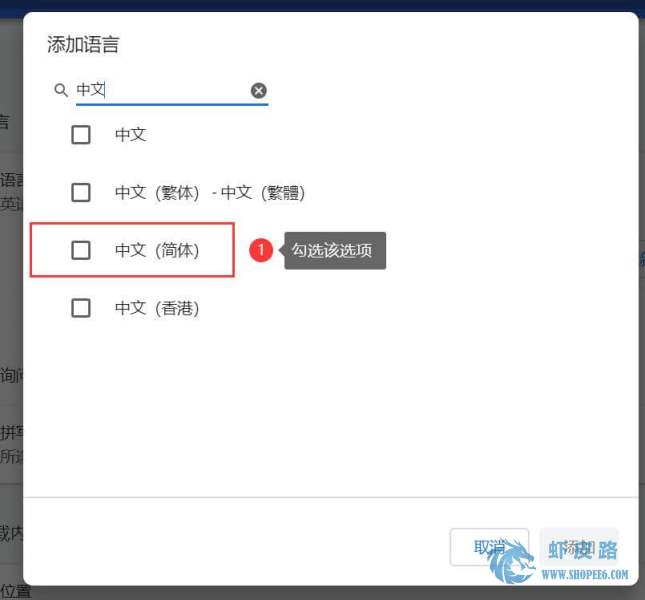 添加语言
中文
中文
中文（繁体） - 中文（繁體）
中文（简体）
1 勾选该选项
中文（香港）
取消
添加
虾皮路
WWW.SHOPEE6.COM
言
语言
英语
询问
拼写
所选
载内
位置